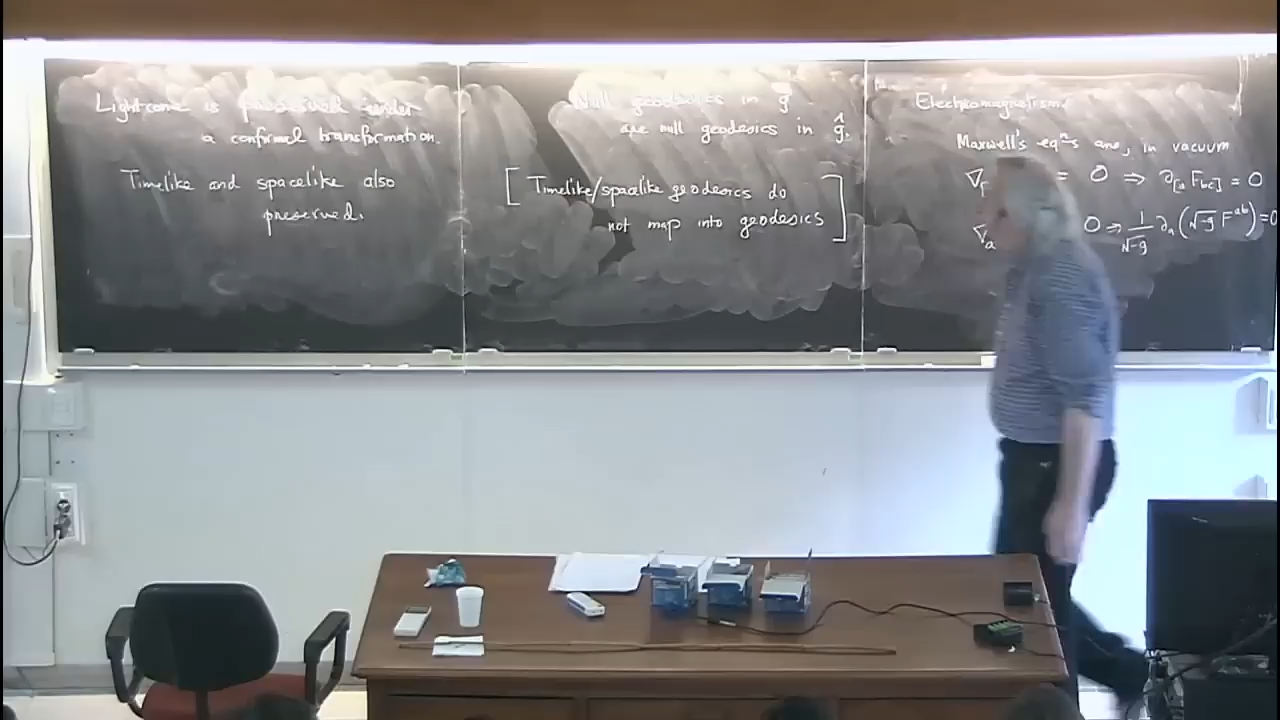 Lightcone is preserved under
a confirmal transformation.
Timelike and spacelike also
preserved.
Null geodesics in g
are null geodesics in ĝ.
[Timelike/spacelike geodesics do
not map into geodesics]
Electromagnetism.
Maxwell's eqⁿs are, in vacuum
∇[ = 0 ⇒ ∂[a Fbc] = 0
∇a 0 ⇒ 1/√-g ∂a(√-g F^ab) = 0